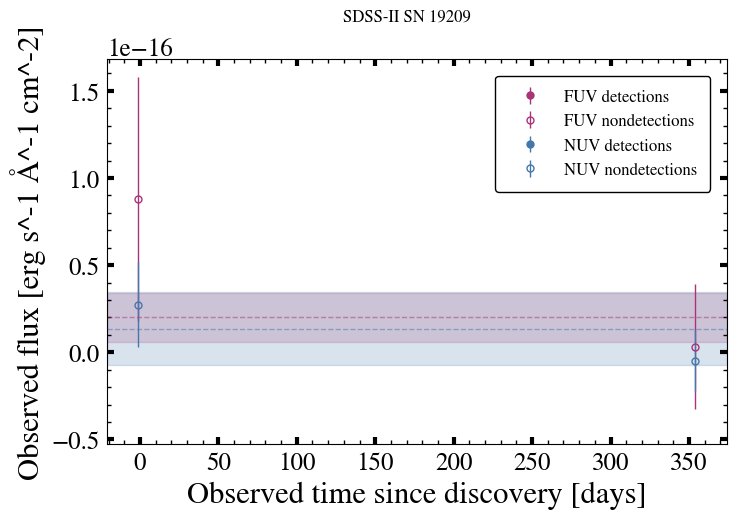 SDSS-II SN 19209
1e−16
Observed flux [erg s^-1 Å^-1 cm^-2]
1.5
1.0
0.5
0.0
−0.5
FUV detections
FUV nondetections
NUV detections
NUV nondetections
0 50 100 150 200 250 300 350
Observed time since discovery [days]